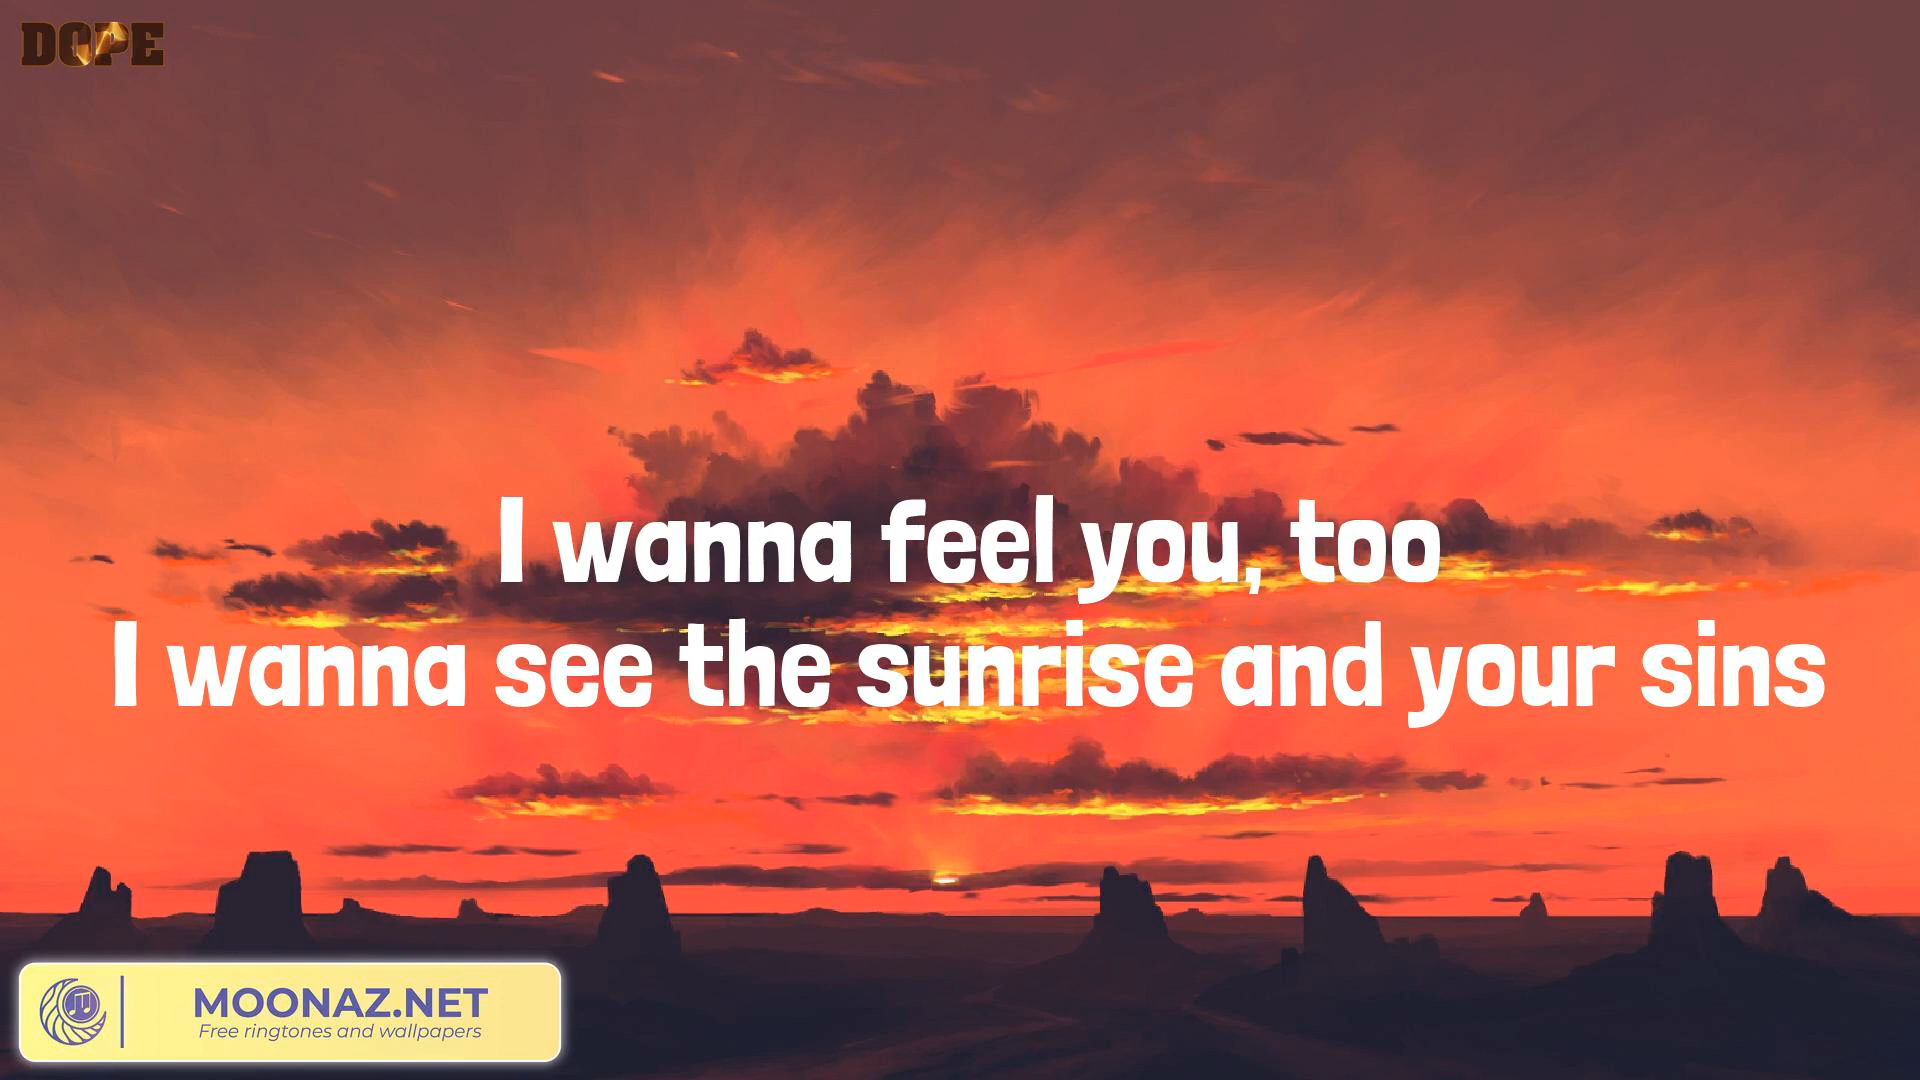 DOPE
I wanna feel you, too
I wanna see the sunrise and your sins
MOONAZ.NET
Free ringtones and wallpapers